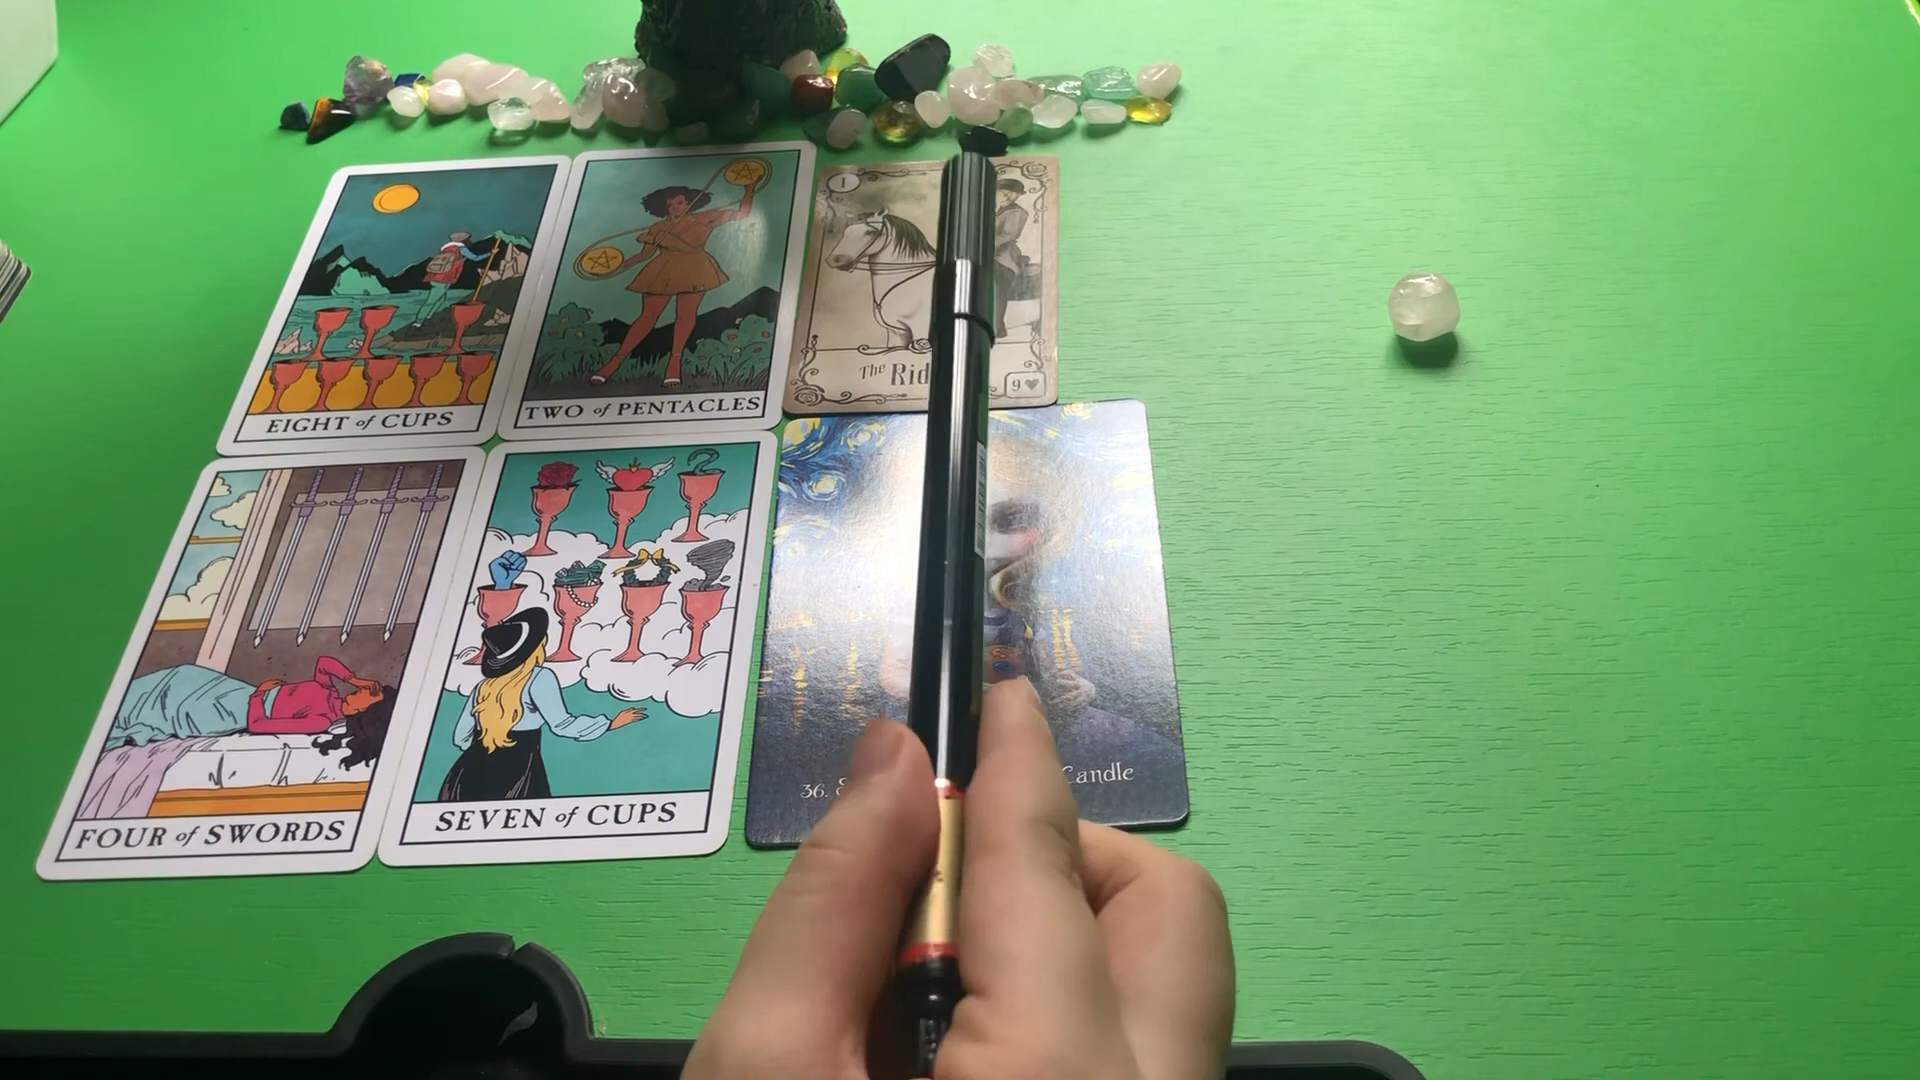 EIGHT of CUPS
TWO of PENTACLES
1
The Rid
9♥
FOUR of SWORDS
SEVEN of CUPS
36.
Candle